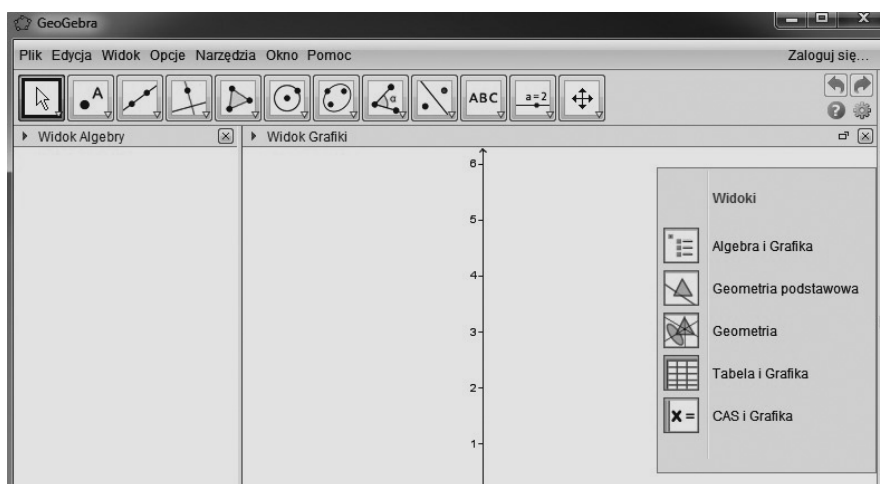 GeoGebra
Plik Edycja Widok Opcje Narzędzia Okno Pomoc Zaloguj się...
A α ABC a=2
Widok Algebry Widok Grafiki
6
5
4
3
2
1
Widoki
Algebra i Grafika
Geometria podstawowa
Geometria
Tabela i Grafika
X = CAS i Grafika